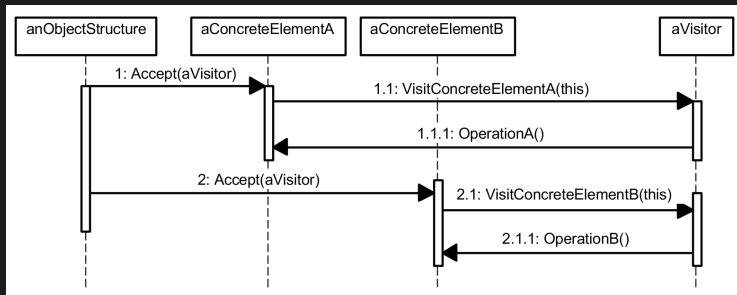 anObjectStructure
aConcreteElementA
aConcreteElementB
aVisitor
1: Accept(aVisitor)
1.1: VisitConcreteElementA(this)
1.1.1: OperationA()
2: Accept(aVisitor)
2.1: VisitConcreteElementB(this)
2.1.1: OperationB()